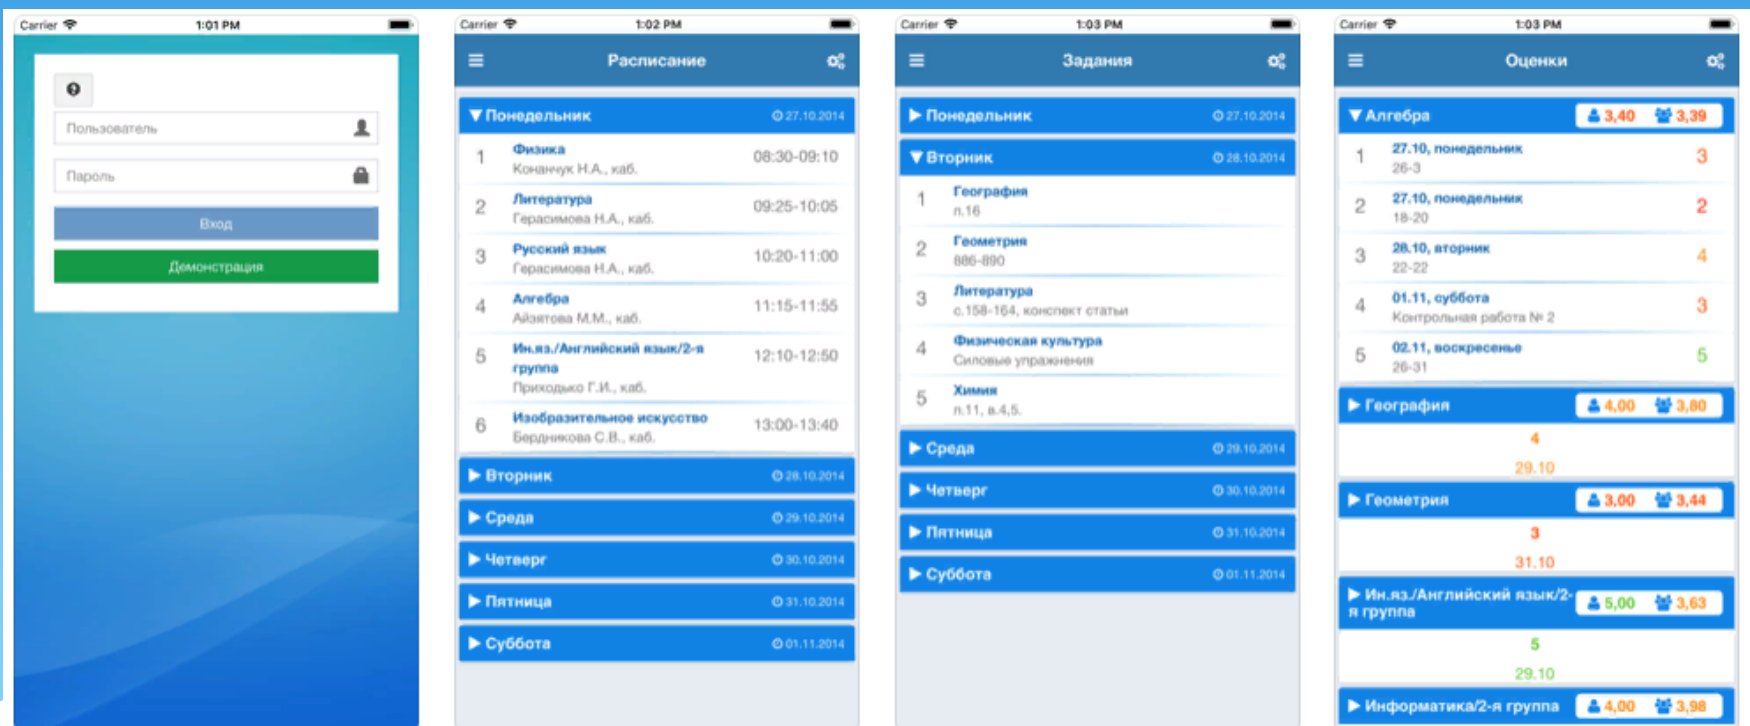 Carrier 1:01 PM
Пользователь
Пароль
Вход
Демонстрация
Carrier 1:02 PM
Расписание
Понедельник 27.10.2014
1 Физика 08:30-09:10
Конанчук Н.А., каб.
2 Литература 09:25-10:05
Герасимова Н.А., каб.
3 Русский язык 10:20-11:00
Герасимова Н.А., каб.
4 Алгебра 11:15-11:55
Айзятова М.М., каб.
5 Ин.яз./Английский язык/2-я 12:10-12:50
группа
Приходько Г.И., каб.
6 Изобразительное искусство 13:00-13:40
Бердникова С.В., каб.
Вторник 28.10.2014
Среда 29.10.2014
Четверг 30.10.2014
Пятница 31.10.2014
Суббота 01.11.2014
Carrier 1:03 PM
Задания
Понедельник 27.10.2014
Вторник 28.10.2014
1 География
п.16
2 Геометрия
886-890
3 Литература
с.158-164, конспект статьи
4 Физическая культура
Силовые упражнения
5 Химия
п.11, в.4,5.
Среда 29.10.2014
Четверг 30.10.2014
Пятница 31.10.2014
Суббота 01.11.2014
Carrier 1:03 PM
Оценки
Алгебра 3,40 3,39
1 27.10, понедельник 3
26-3
2 27.10, понедельник 2
18-20
3 28.10, вторник 4
22-22
4 01.11, суббота 3
Контрольная работа № 2
5 02.11, воскресенье 5
26-31
География 4,00 3,80
4
29.10
Геометрия 3,00 3,44
3
31.10
Ин.яз./Английский язык/2- 5,00 3,63
я группа
5
29.10
Информатика/2-я группа 4,00 3,98